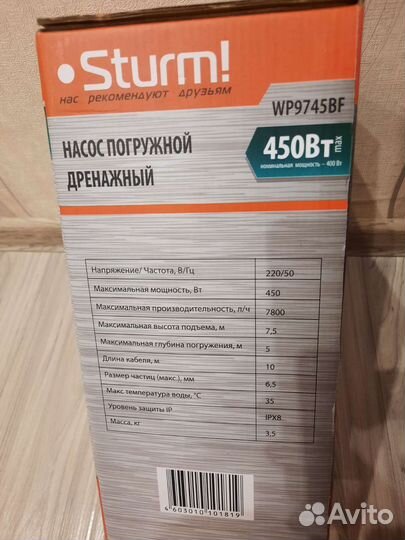 Sturm!
нас рекомендуют друзьям
WP9745BF
НАСОС ПОГРУЖНОЙ
ДРЕНАЖНЫЙ
450Вт max
номинальная мощность – 400 Вт
Напряжение/ Частота, В/Гц 220/50
Максимальная мощность, Вт 450
Максимальная производительность, л/ч 7800
Максимальная высота подъема, м 7,5
Максимальная глубина погружения, м 5
Длина кабеля, м 10
Размер частиц (макс.), мм 6,5
Макс температура воды, °С 35
Уровень защиты IP IPX8
Масса, кг 3,5
4 603010 101819
Avito